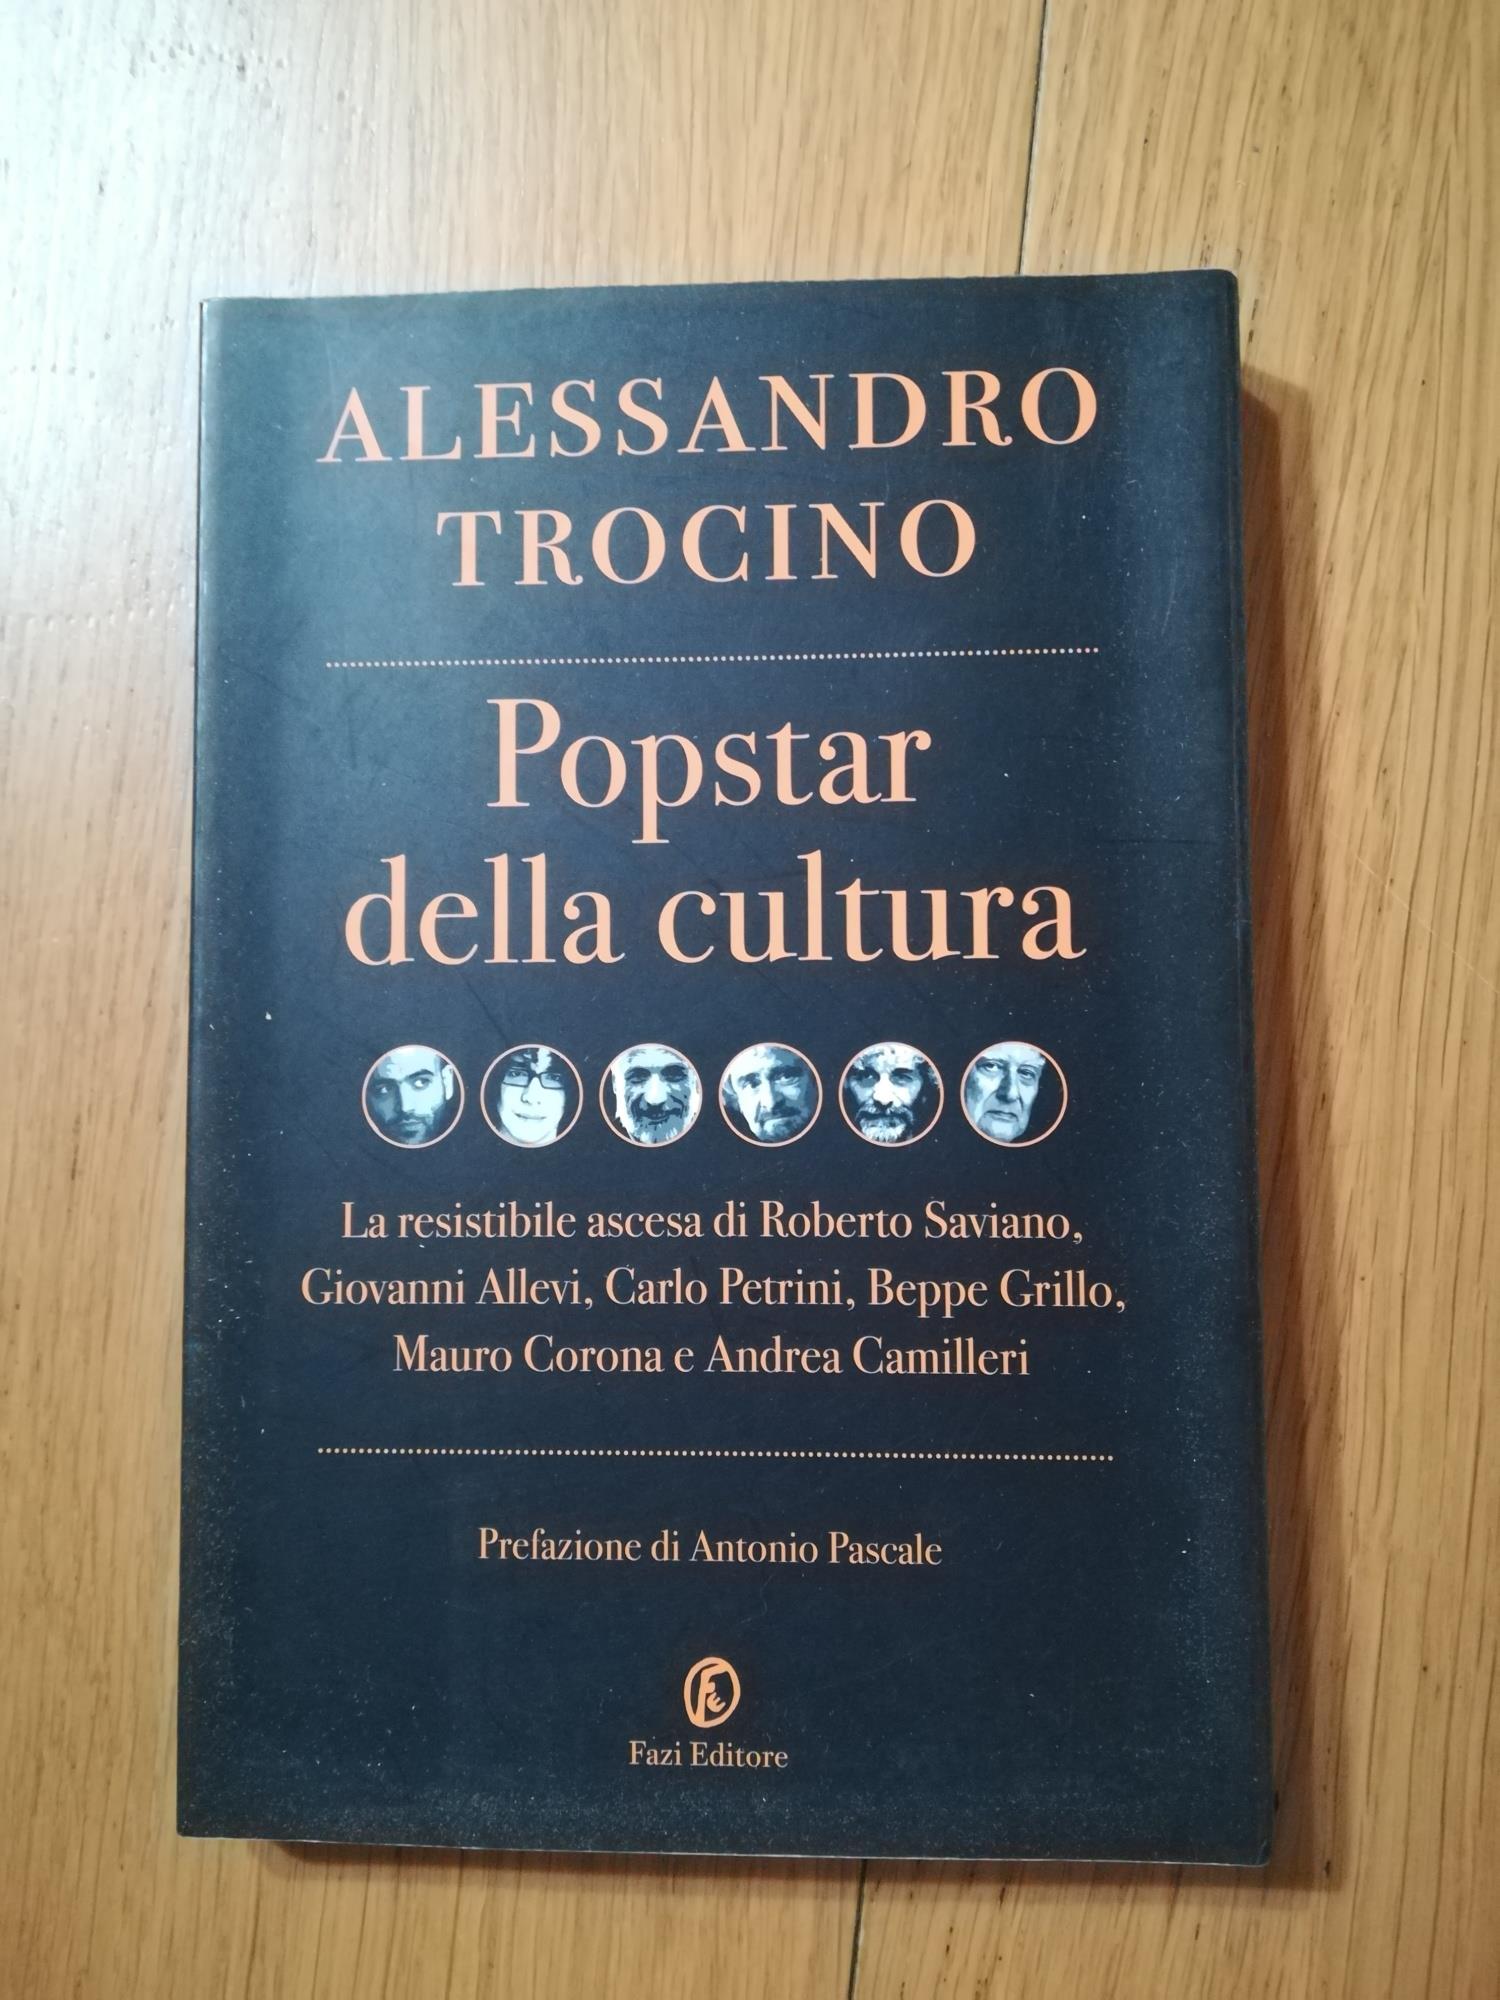 ALESSANDRO
TROCINO
Popstar
della cultura
La resistibile ascesa di Roberto Saviano,
Giovanni Allevi, Carlo Petrini, Beppe Grillo,
Mauro Corona e Andrea Camilleri
Prefazione di Antonio Pascale
Fe
Fazi Editore